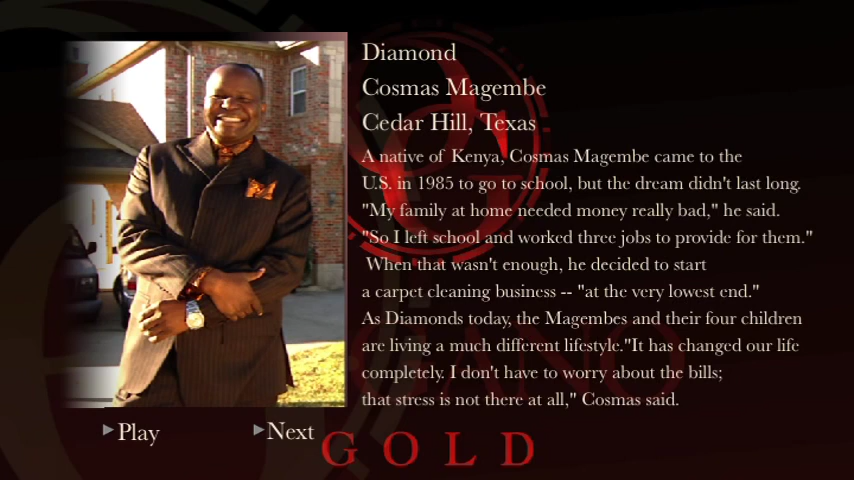 Diamond
Cosmas Magembe
Cedar Hill, Texas
A native of Kenya, Cosmas Magembe came to the
U.S. in 1985 to go to school, but the dream didn't last long.
"My family at home needed money really bad," he said.
"So I left school and worked three jobs to provide for them."
When that wasn't enough, he decided to start
a carpet cleaning business -- "at the very lowest end."
As Diamonds today, the Magembes and their four children
are living a much different lifestyle."It has changed our life
completely. I don't have to worry about the bills;
that stress is not there at all," Cosmas said.
Play
Next
GOLD